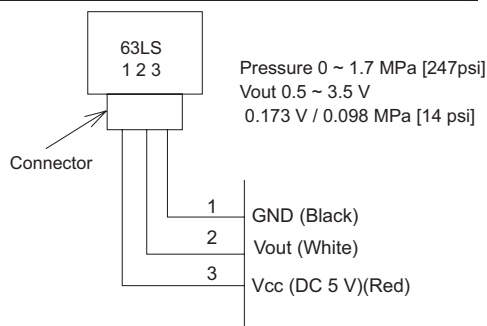 63LS
1 2 3
Pressure 0 ~ 1.7 MPa [247psi]
Vout 0.5 ~ 3.5 V
0.173 V / 0.098 MPa [14 psi]
Connector
1
GND (Black)
2
Vout (White)
3
Vcc (DC 5 V)(Red)